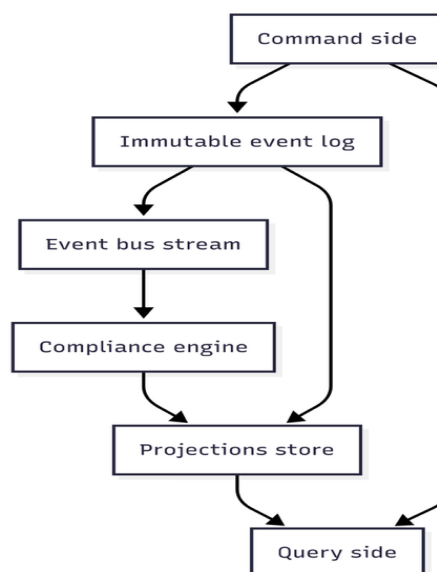 Command side
Immutable event log
Event bus stream
Compliance engine
Projections store
Query side